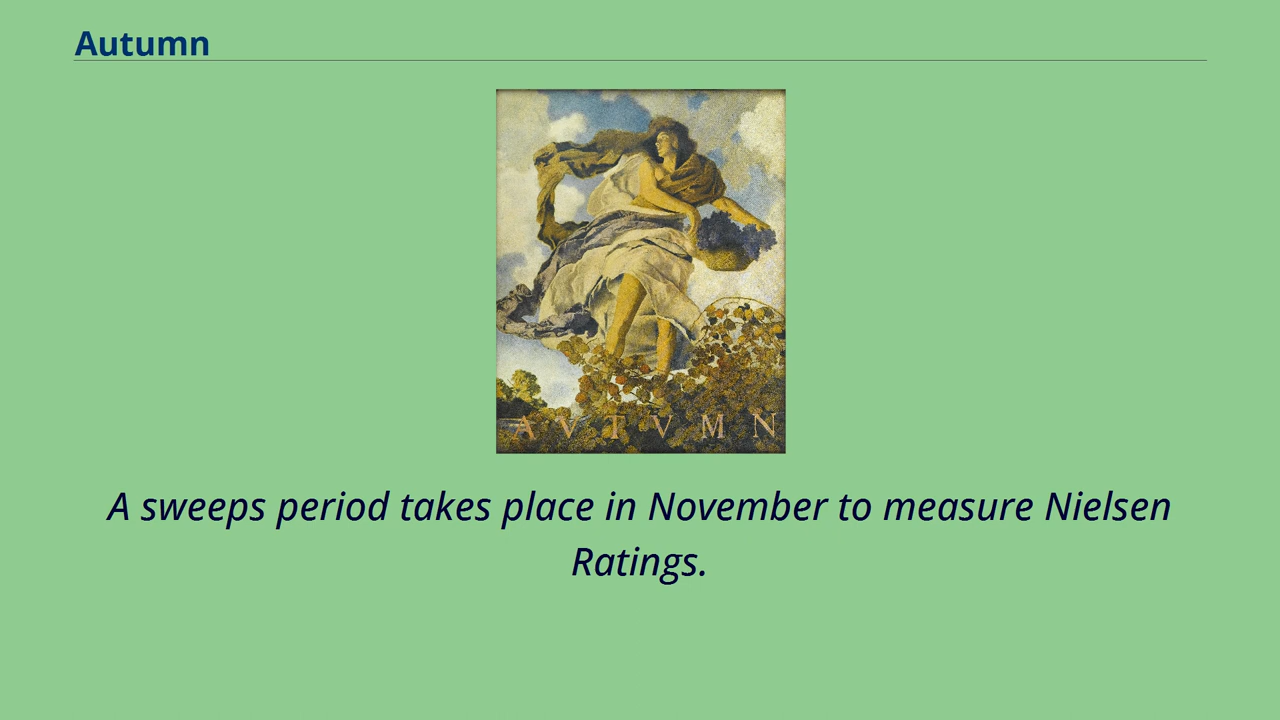 Autumn
AVTVMN
A sweeps period takes place in November to measure Nielsen
Ratings.